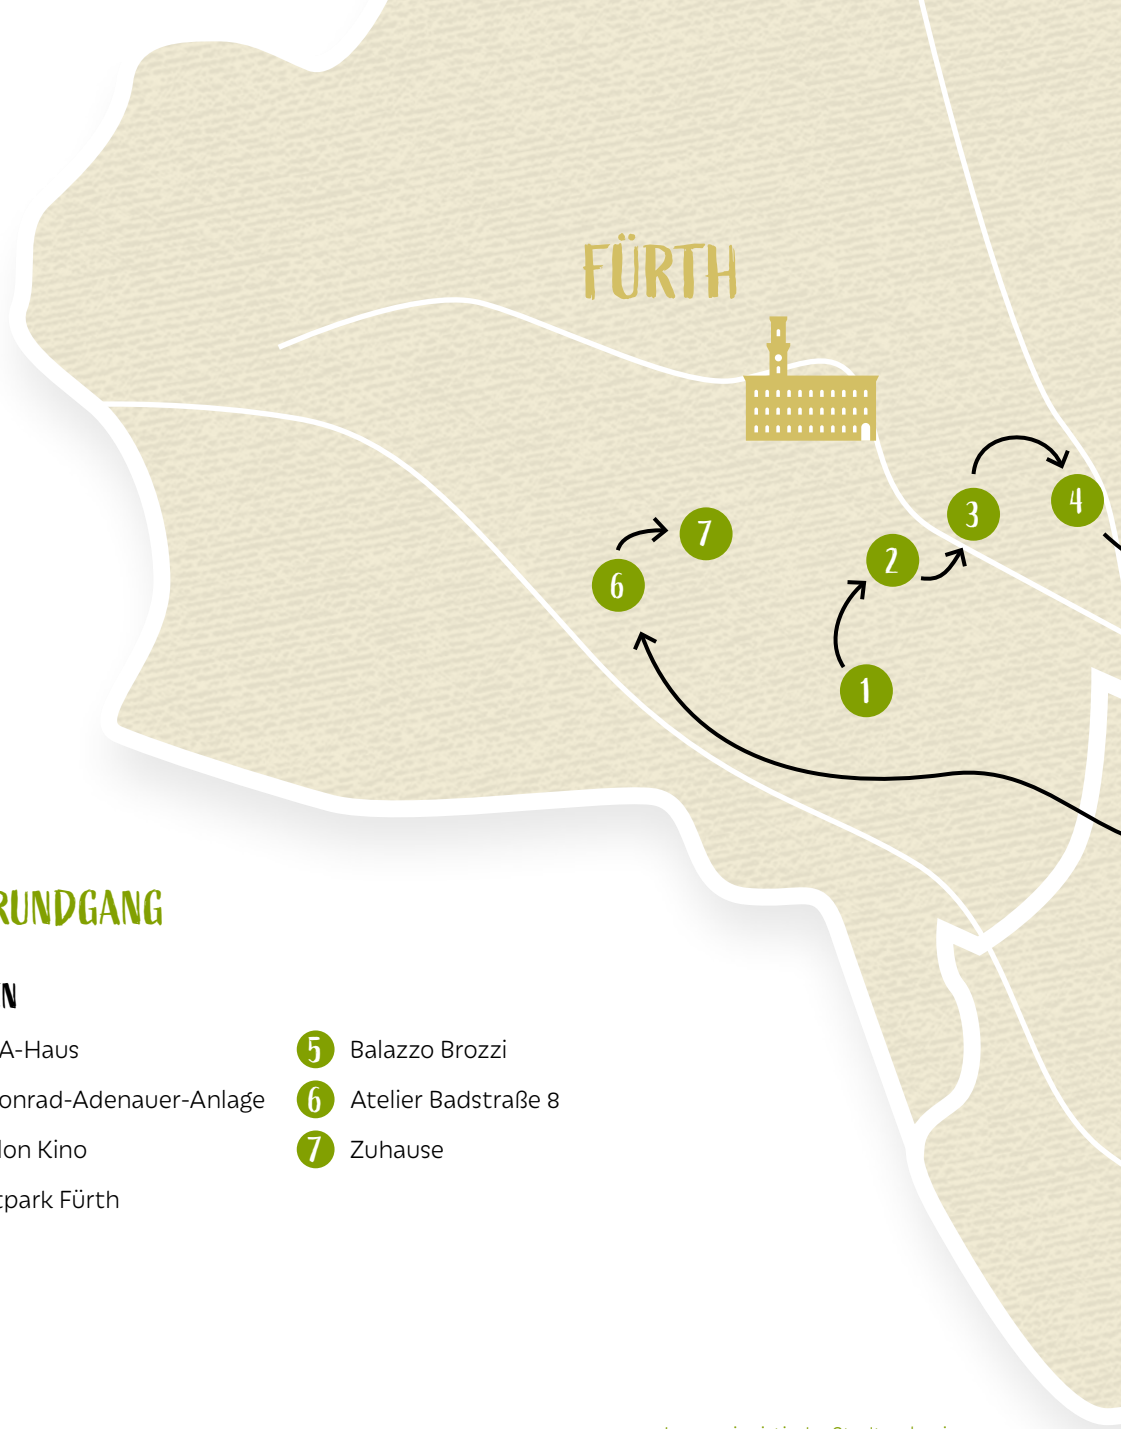 FÜRTH
3
4
7
2
6
1
RUNDGANG
N
A-Haus
onrad-Adenauer-Anlage
lon Kino
tpark Fürth
5 Balazzo Brozzi
6 Atelier Badstraße 8
7 Zuhause